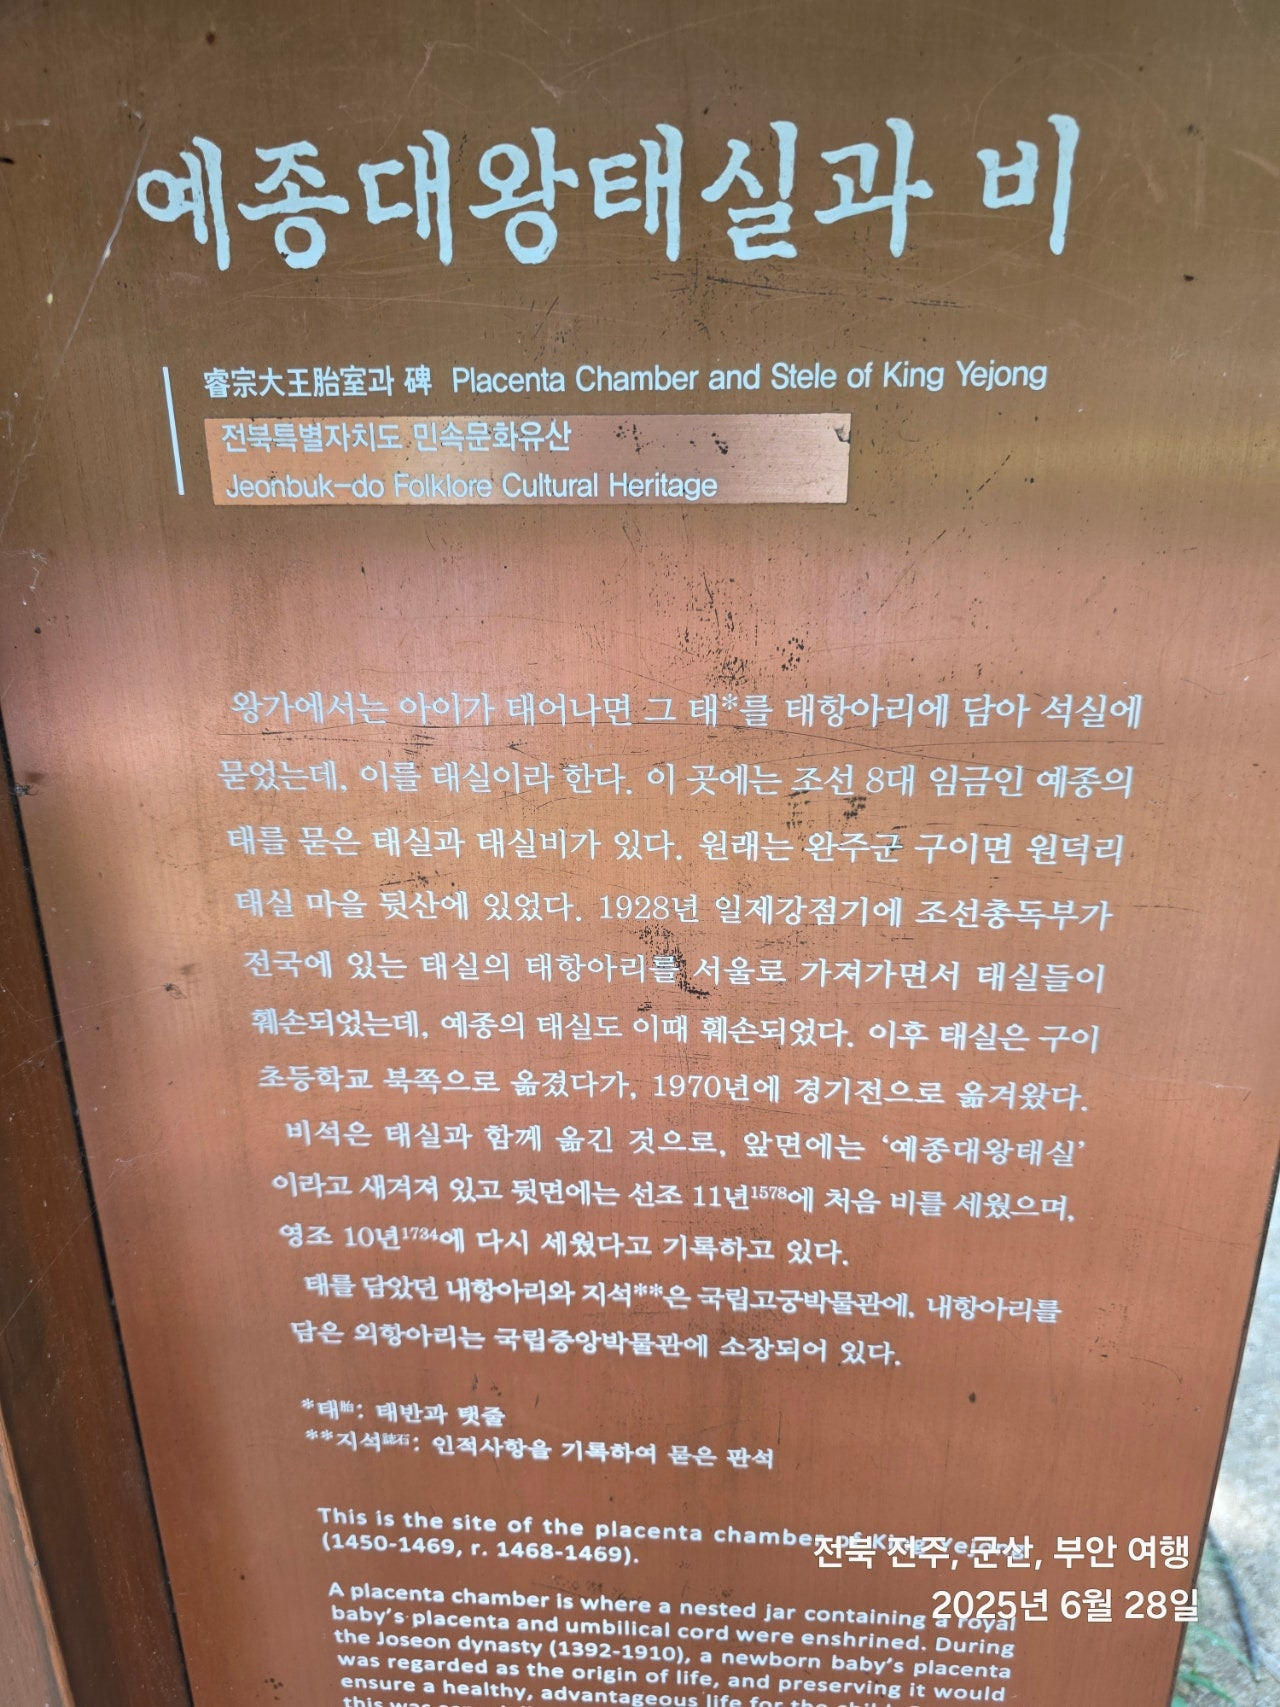 예종대왕태실과 비
睿宗大王胎室과 碑 Placenta Chamber and Stele of King Yejong
전북특별자치도 민속문화유산
Jeonbuk-do Folklore Cultural Heritage
왕가에서는 아이가 태어나면 그 태*를 태항아리에 담아 석실에
묻었는데, 이를 태실이라 한다. 이 곳에는 조선 8대 임금인 예종의
태를 묻은 태실과 태실비가 있다. 원래는 완주군 구이면 원덕리
태실 마을 뒷산에 있었다. 1928년 일제강점기에 조선총독부가
전국에 있는 태실의 태항아리를 서울로 가져가면서 태실들이
훼손되었는데, 예종의 태실도 이때 훼손되었다. 이후 태실은 구이
초등학교 북쪽으로 옮겼다가, 1970년에 경기전으로 옮겨왔다.
비석은 태실과 함께 옮긴 것으로, 앞면에는 ‘예종대왕태실’
이라고 새겨져 있고 뒷면에는 선조 11년1578에 처음 비를 세웠으며,
영조 10년1734에 다시 세웠다고 기록하고 있다.
태를 담았던 내항아리와 지석**은 국립고궁박물관에, 내항아리를
담은 외항아리는 국립중앙박물관에 소장되어 있다.
*태胎: 태반과 탯줄
**지석誌石: 인적사항을 기록하여 묻은 판석
This is the site of the placenta chamber of King Yejong
(1450-1469, r. 1468-1469).
전북 전주, 군산, 부안 여행
A placenta chamber is where a nested jar containing a royal
2025년 6월 28일
baby's placenta and umbilical cord were enshrined. During
the Joseon dynasty (1392-1910), a newborn baby's placenta
was regarded as the origin of life, and preserving it would
ensure a healthy, advantageous life for the child.
this was